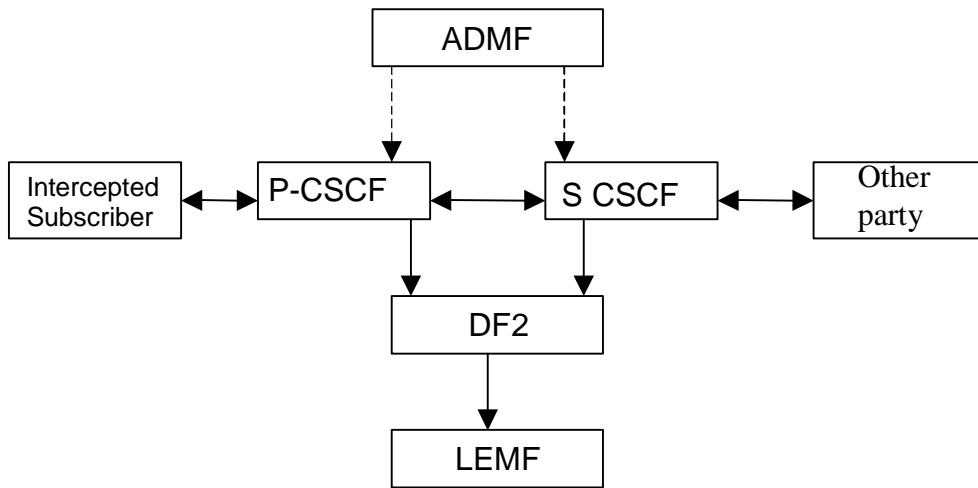 ADMF
Intercepted
Subscriber
P-CSCF
S CSCF
Other
party
DF2
LEMF